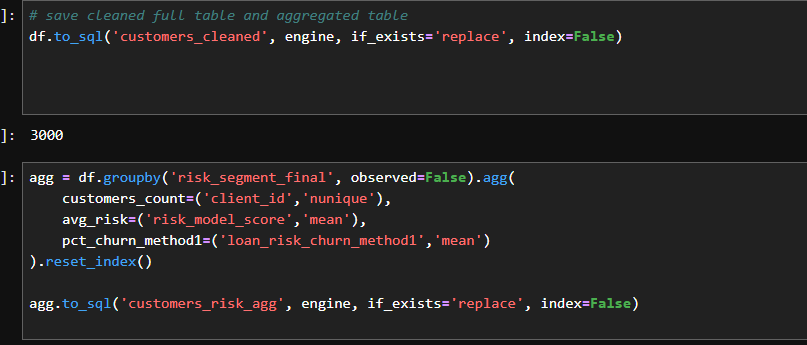 ]: # save cleaned full table and aggregated table
df.to_sql('customers_cleaned', engine, if_exists='replace', index=False)
]: 3000
]: agg = df.groupby('risk_segment_final', observed=False).agg(
    customers_count=('client_id','nunique'),
    avg_risk=('risk_model_score','mean'),
    pct_churn_method1=('loan_risk_churn_method1','mean')
).reset_index()
agg.to_sql('customers_risk_agg', engine, if_exists='replace', index=False)